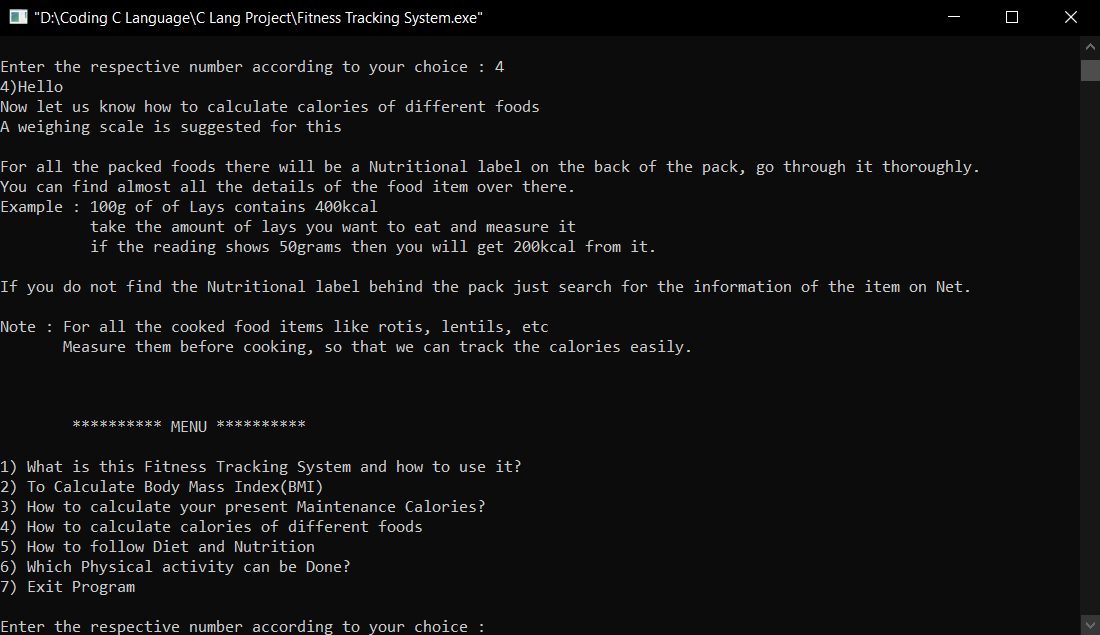 "D:\Coding C Language\C Lang Project\Fitness Tracking System.exe"
Enter the respective number according to your choice : 4
4)Hello
Now let us know how to calculate calories of different foods
A weighing scale is suggested for this
For all the packed foods there will be a Nutritional label on the back of the pack, go through it thoroughly.
You can find almost all the details of the food item over there.
Example : 100g of of Lays contains 400kcal
take the amount of lays you want to eat and measure it
if the reading shows 50grams then you will get 200kcal from it.
If you do not find the Nutritional label behind the pack just search for the information of the item on Net.
Note : For all the cooked food items like rotis, lentils, etc
Measure them before cooking, so that we can track the calories easily.
********** MENU **********
1) What is this Fitness Tracking System and how to use it?
2) To Calculate Body Mass Index(BMI)
3) How to calculate your present Maintenance Calories?
4) How to calculate calories of different foods
5) How to follow Diet and Nutrition
6) Which Physical activity can be Done?
7) Exit Program
Enter the respective number according to your choice :